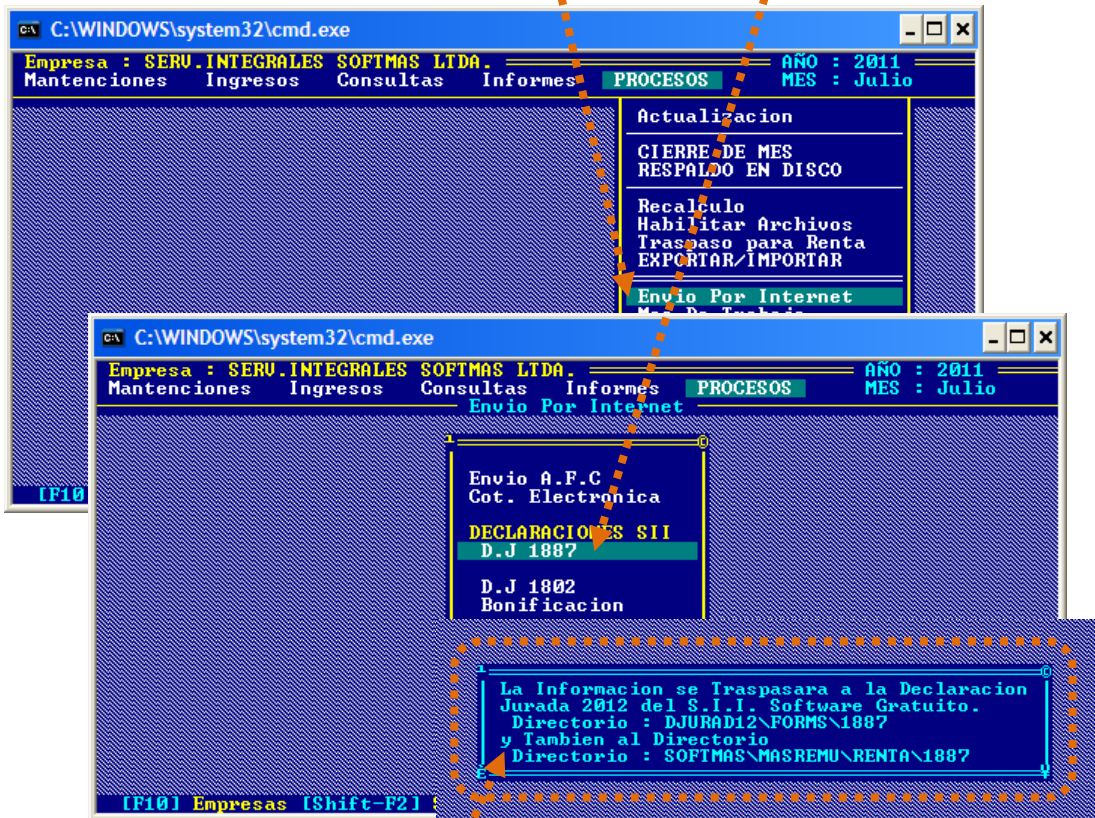 C:\WINDOWS\system32\cmd.exe
Empresa : SERV.INTEGRALES SOFTMAS LTDA. AÑO : 2011
Mantenciones Ingresos Consultas Informes PROCESOS MES : Julio
Actualizacion
CIERRE DE MES
RESPALDO EN DISCO
Recalculo
Habilitar Archivos
Traspaso para Renta
EXPORTAR/IMPORTAR
Envio Por Internet
[F10
C:\WINDOWS\system32\cmd.exe
Empresa : SERV.INTEGRALES SOFTMAS LTDA. AÑO : 2011
Mantenciones Ingresos Consultas Informes PROCESOS MES : Julio
Envio Por Internet
Envio A.F.C
Cot. Electronica
DECLARACIONES SII
D.J 1887
D.J 1802
Bonificacion
La Informacion se Traspasara a la Declaracion
Jurada 2012 del S.I.I. Software Gratuito.
Directorio : DJURAD12\FORMS\1887
y Tambien al Directorio
Directorio : SOFTMAS\MASREMU\RENTA\1887
[F10] Empresas [Shift-F2]